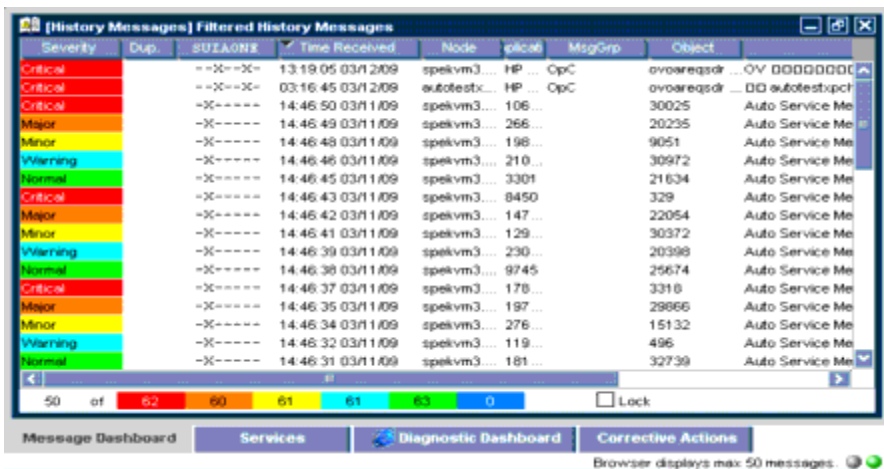 [History Messages] Filtered History Messages
Severity Dup. SUIAONE Time Received Node plicati MsgGrp Object
Critical --X--X- 13:19:05 03/12/09 spekvm3... HP ... OpC ovoareqsdr ... OV
Critical --X--X- 03:16:45 03/12/09 autotestx... HP ... OpC ovoareqsdr ... autotestxpcl
Critical -X----- 14:46:50 03/11/09 spekvm3... 106... 30025 Auto Service Me
Major -X----- 14:46:49 03/11/09 spekvm3... 266... 20235 Auto Service Me
Minor -X----- 14:46:48 03/11/09 spekvm3... 198... 9051 Auto Service Me
Warning -X----- 14:46:46 03/11/09 spekvm3... 210... 30972 Auto Service Me
Normal -X----- 14:46:45 03/11/09 spekvm3... 3301 21634 Auto Service Me
Critical -X----- 14:46:43 03/11/09 spekvm3... 8450 329 Auto Service Me
Major -X----- 14:46:42 03/11/09 spekvm3... 147... 22054 Auto Service Me
Minor -X----- 14:46:41 03/11/09 spekvm3... 129... 30372 Auto Service Me
Warning -X----- 14:46:39 03/11/09 spekvm3... 230... 20398 Auto Service Me
Normal -X----- 14:46:38 03/11/09 spekvm3... 9745 25674 Auto Service Me
Critical -X----- 14:46:37 03/11/09 spekvm3... 178... 3318 Auto Service Me
Major -X----- 14:46:35 03/11/09 spekvm3... 197... 29866 Auto Service Me
Minor -X----- 14:46:34 03/11/09 spekvm3... 276... 15132 Auto Service Me
Warning -X----- 14:46:32 03/11/09 spekvm3... 119... 496 Auto Service Me
Normal -X----- 14:46:31 03/11/09 spekvm3... 181... 32739 Auto Service Me
50 of 62 60 61 61 63 0 Lock
Message Dashboard Services Diagnostic Dashboard Corrective Actions
Browser displays max 50 messages.